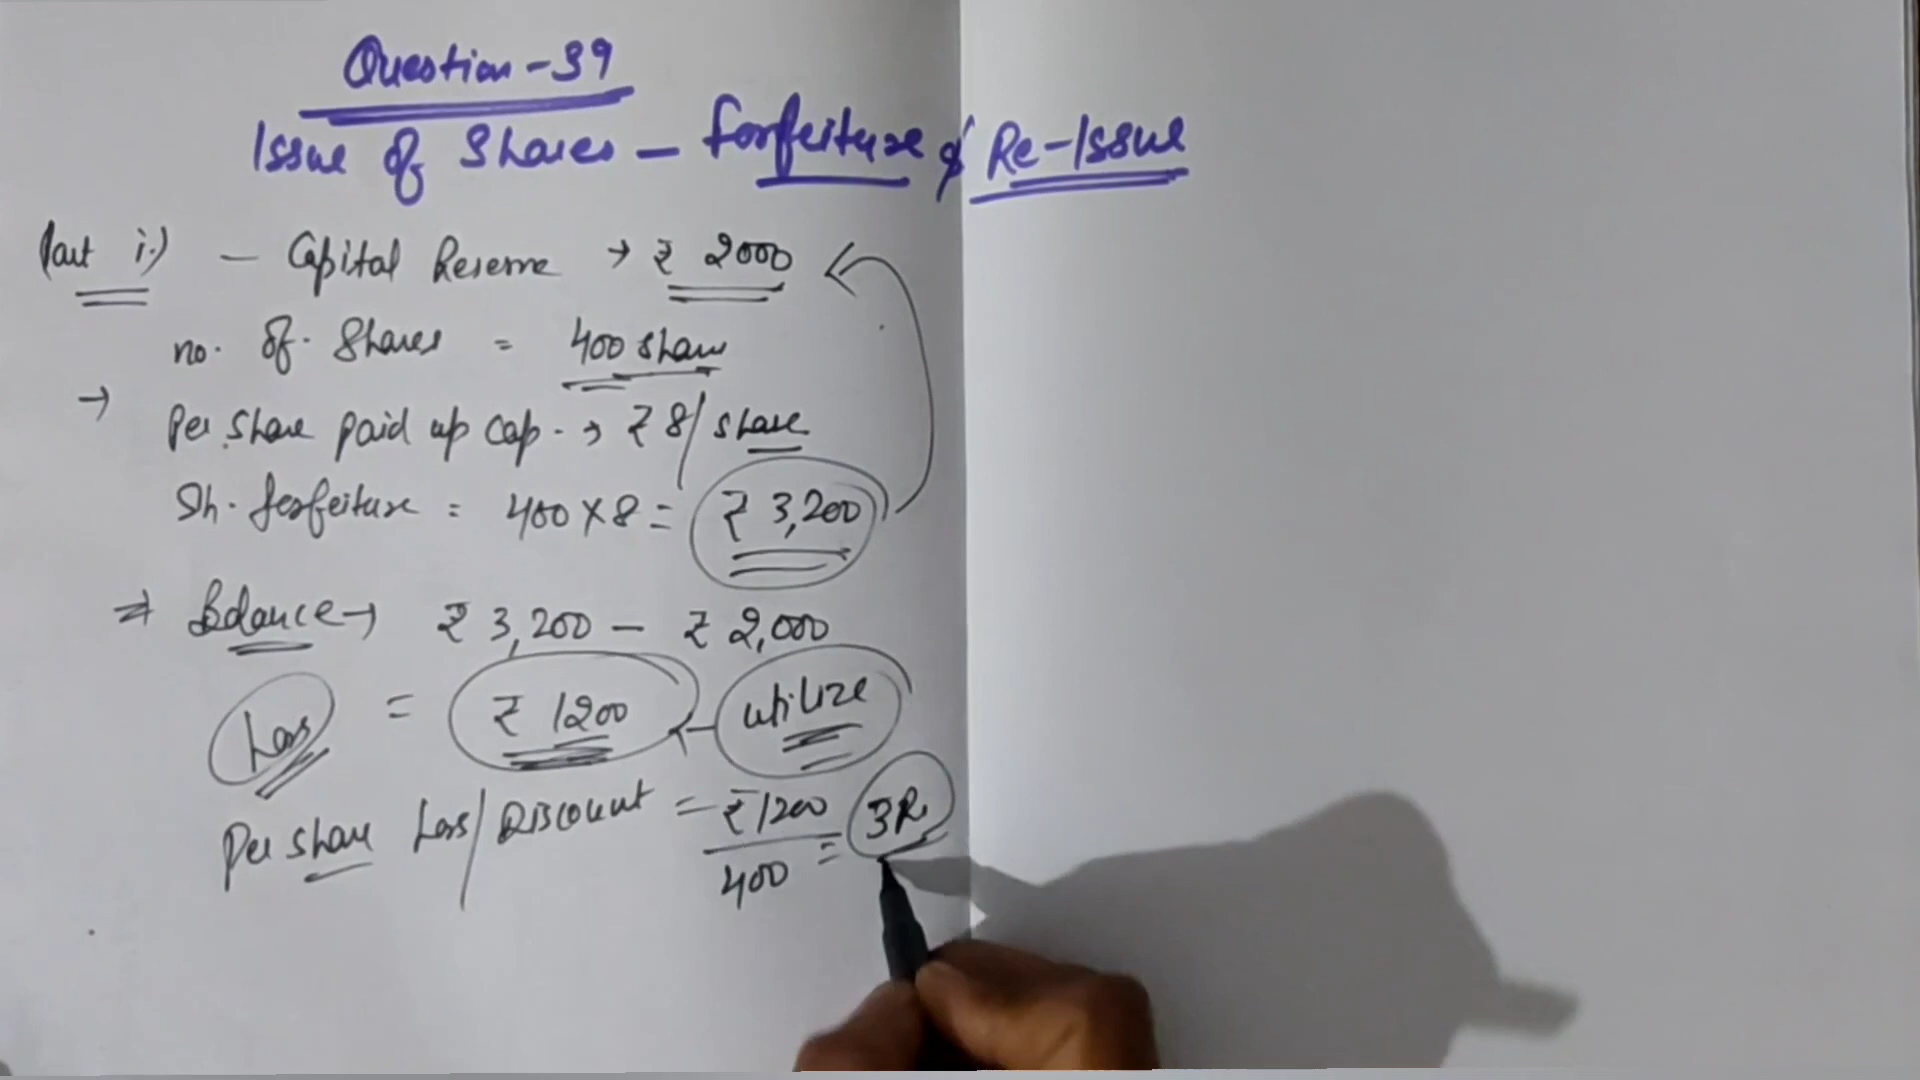 Question-39
Issue of Shares - Forfeiture & Re-Issue
Part i.) - Capital Reserve → ₹ 2000
no. of. Shares = 400 share
→ Per share paid up cap. → ₹ 8/share
Sh. forfeiture = 400 X 8 = ₹ 3,200
⇒ Balance → ₹ 3,200 - ₹ 2,000
Loss = ₹ 1200 ← utilize
Per share Loss/Discount = ₹1200/400 = 3R